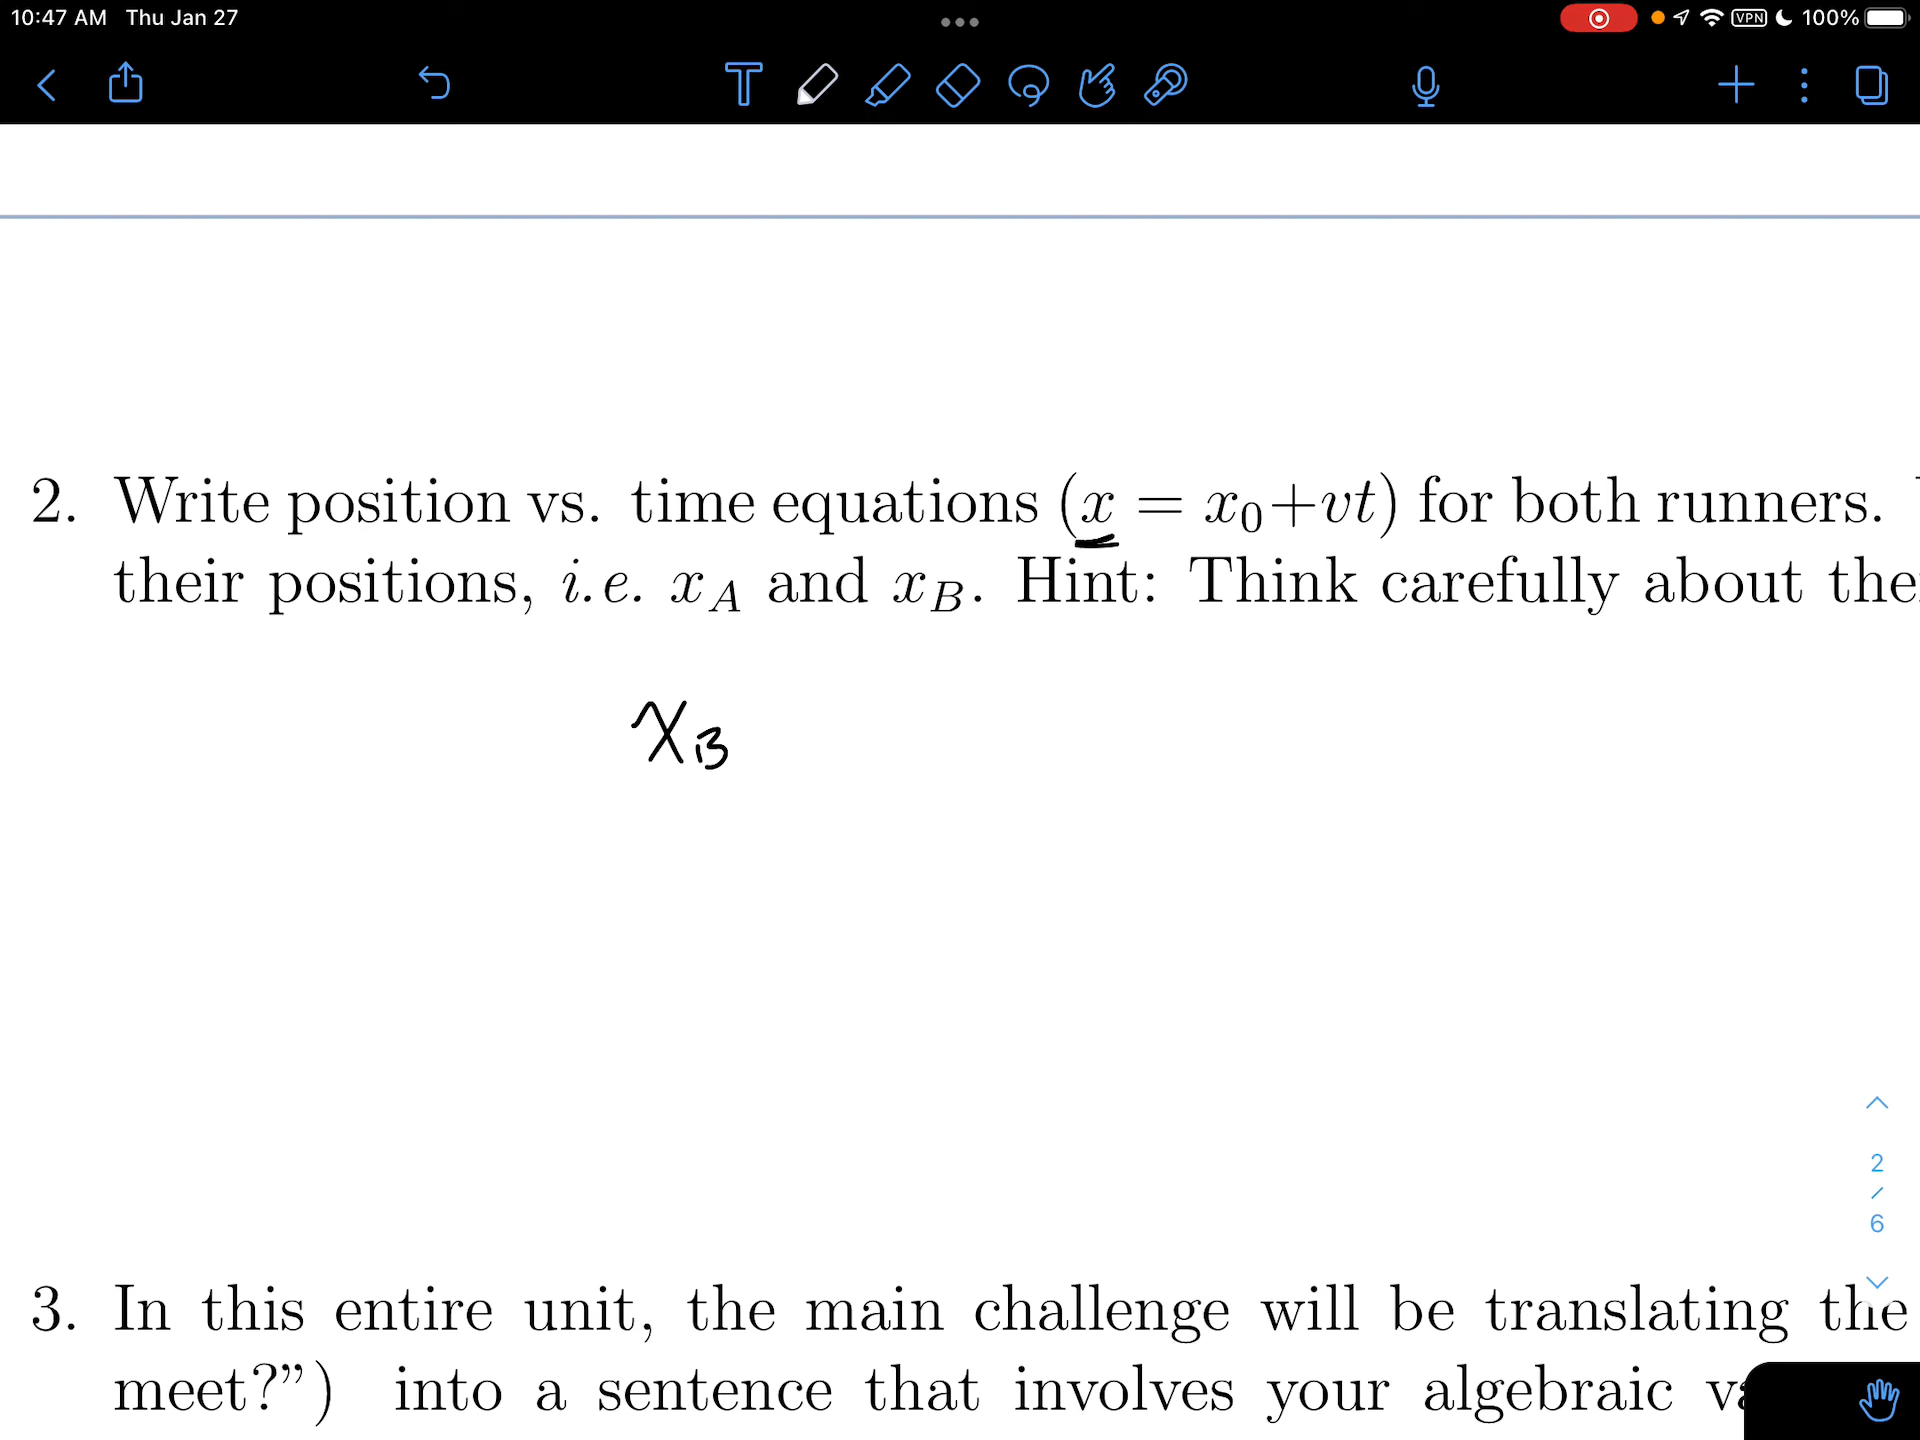 10:47 AM Thu Jan 27
VPN 100%
T
2. Write position vs. time equations (x = x₀+vt) for both runners.
their positions, i.e. x_A and x_B. Hint: Think carefully about the
x_B
2
/
6
3. In this entire unit, the main challenge will be translating the
meet?") into a sentence that involves your algebraic